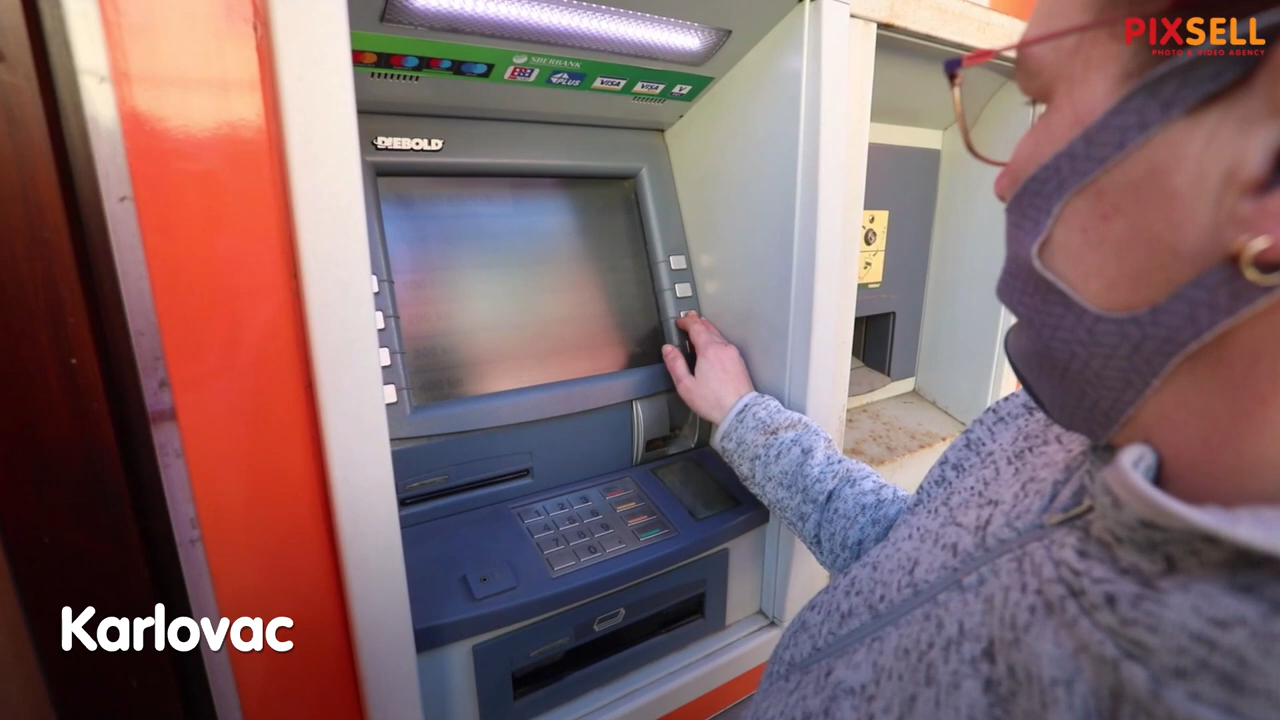 PIXSELL
PHOTO & VIDEO AGENCY
SBERBANK
PLUS
VISA
VISA
V
DIEBOLD
Karlovac